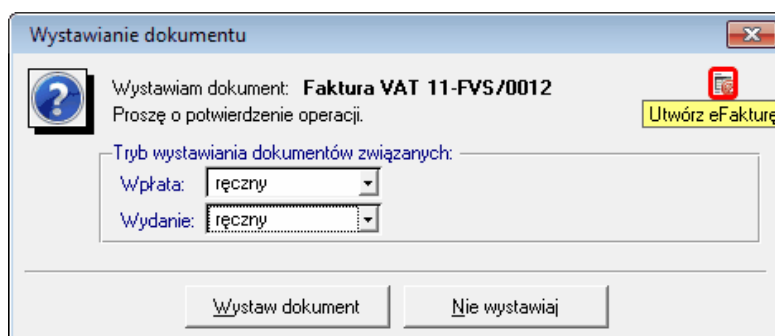 Wystawianie dokumentu
Wystawiam dokument: Faktura VAT 11-FVS/0012
Proszę o potwierdzenie operacji.
Utwórz eFakturę
Tryb wystawiania dokumentów związanych:
Wpłata: ręczny
Wydanie: ręczny
Wystaw dokument Nie wystawiaj